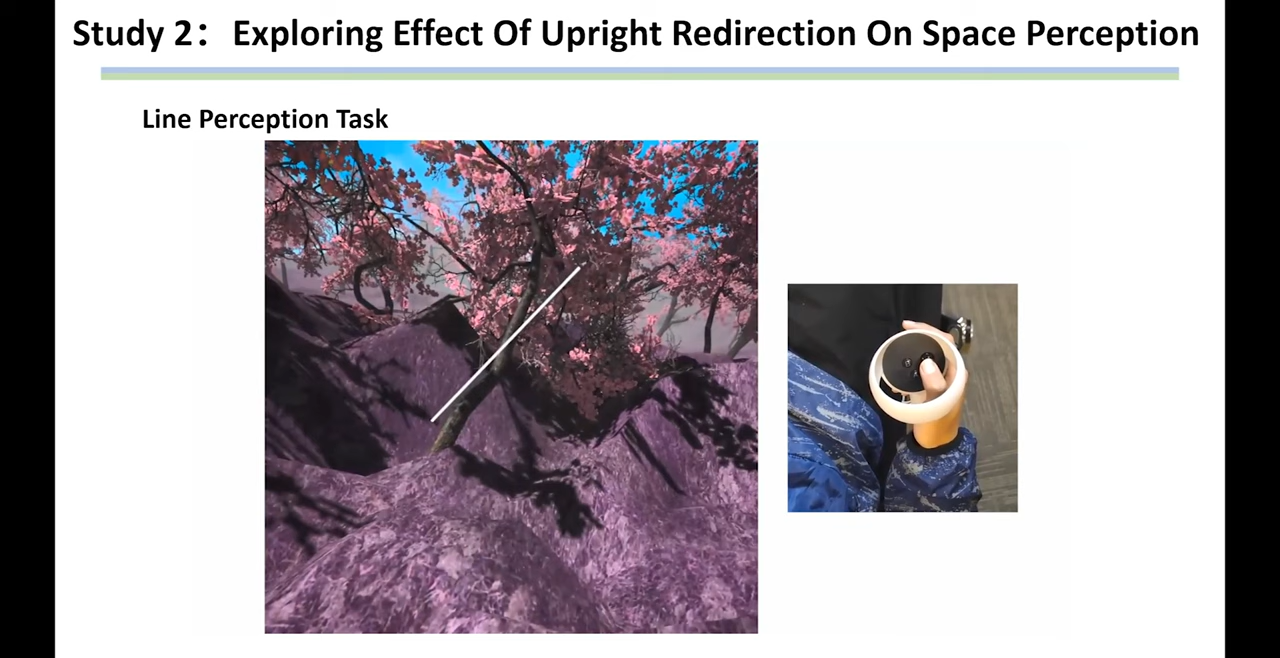 Study 2： Exploring Effect Of Upright Redirection On Space Perception
Line Perception Task